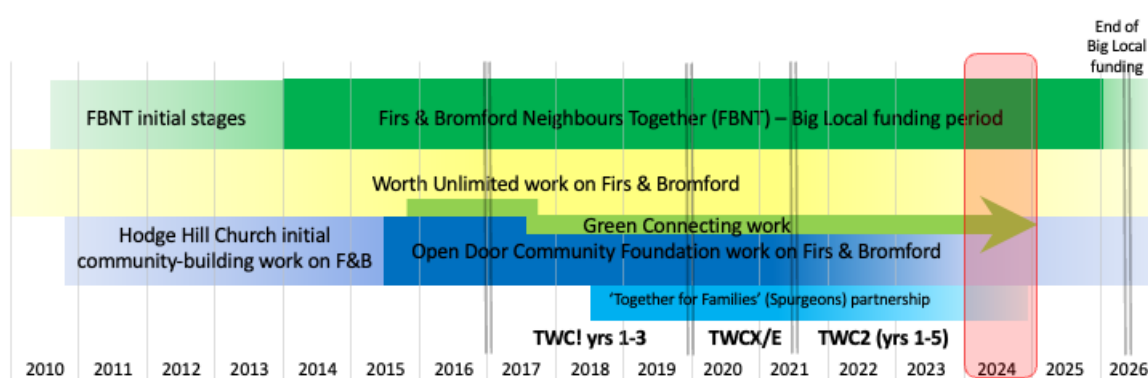 End of
Big Local
funding
FBNT initial stages
Firs & Bromford Neighbours Together (FBNT) – Big Local funding period
Worth Unlimited work on Firs & Bromford
Green Connecting work
Hodge Hill Church initial
community-building work on F&B
Open Door Community Foundation work on Firs & Bromford
'Together for Families' (Spurgeons) partnership
TWC! yrs 1-3
TWCX/E
TWC2 (yrs 1-5)
2010 2011 2012 2013 2014 2015 2016 2017 2018 2019 2020 2021 2022 2023 2024 2025 2026